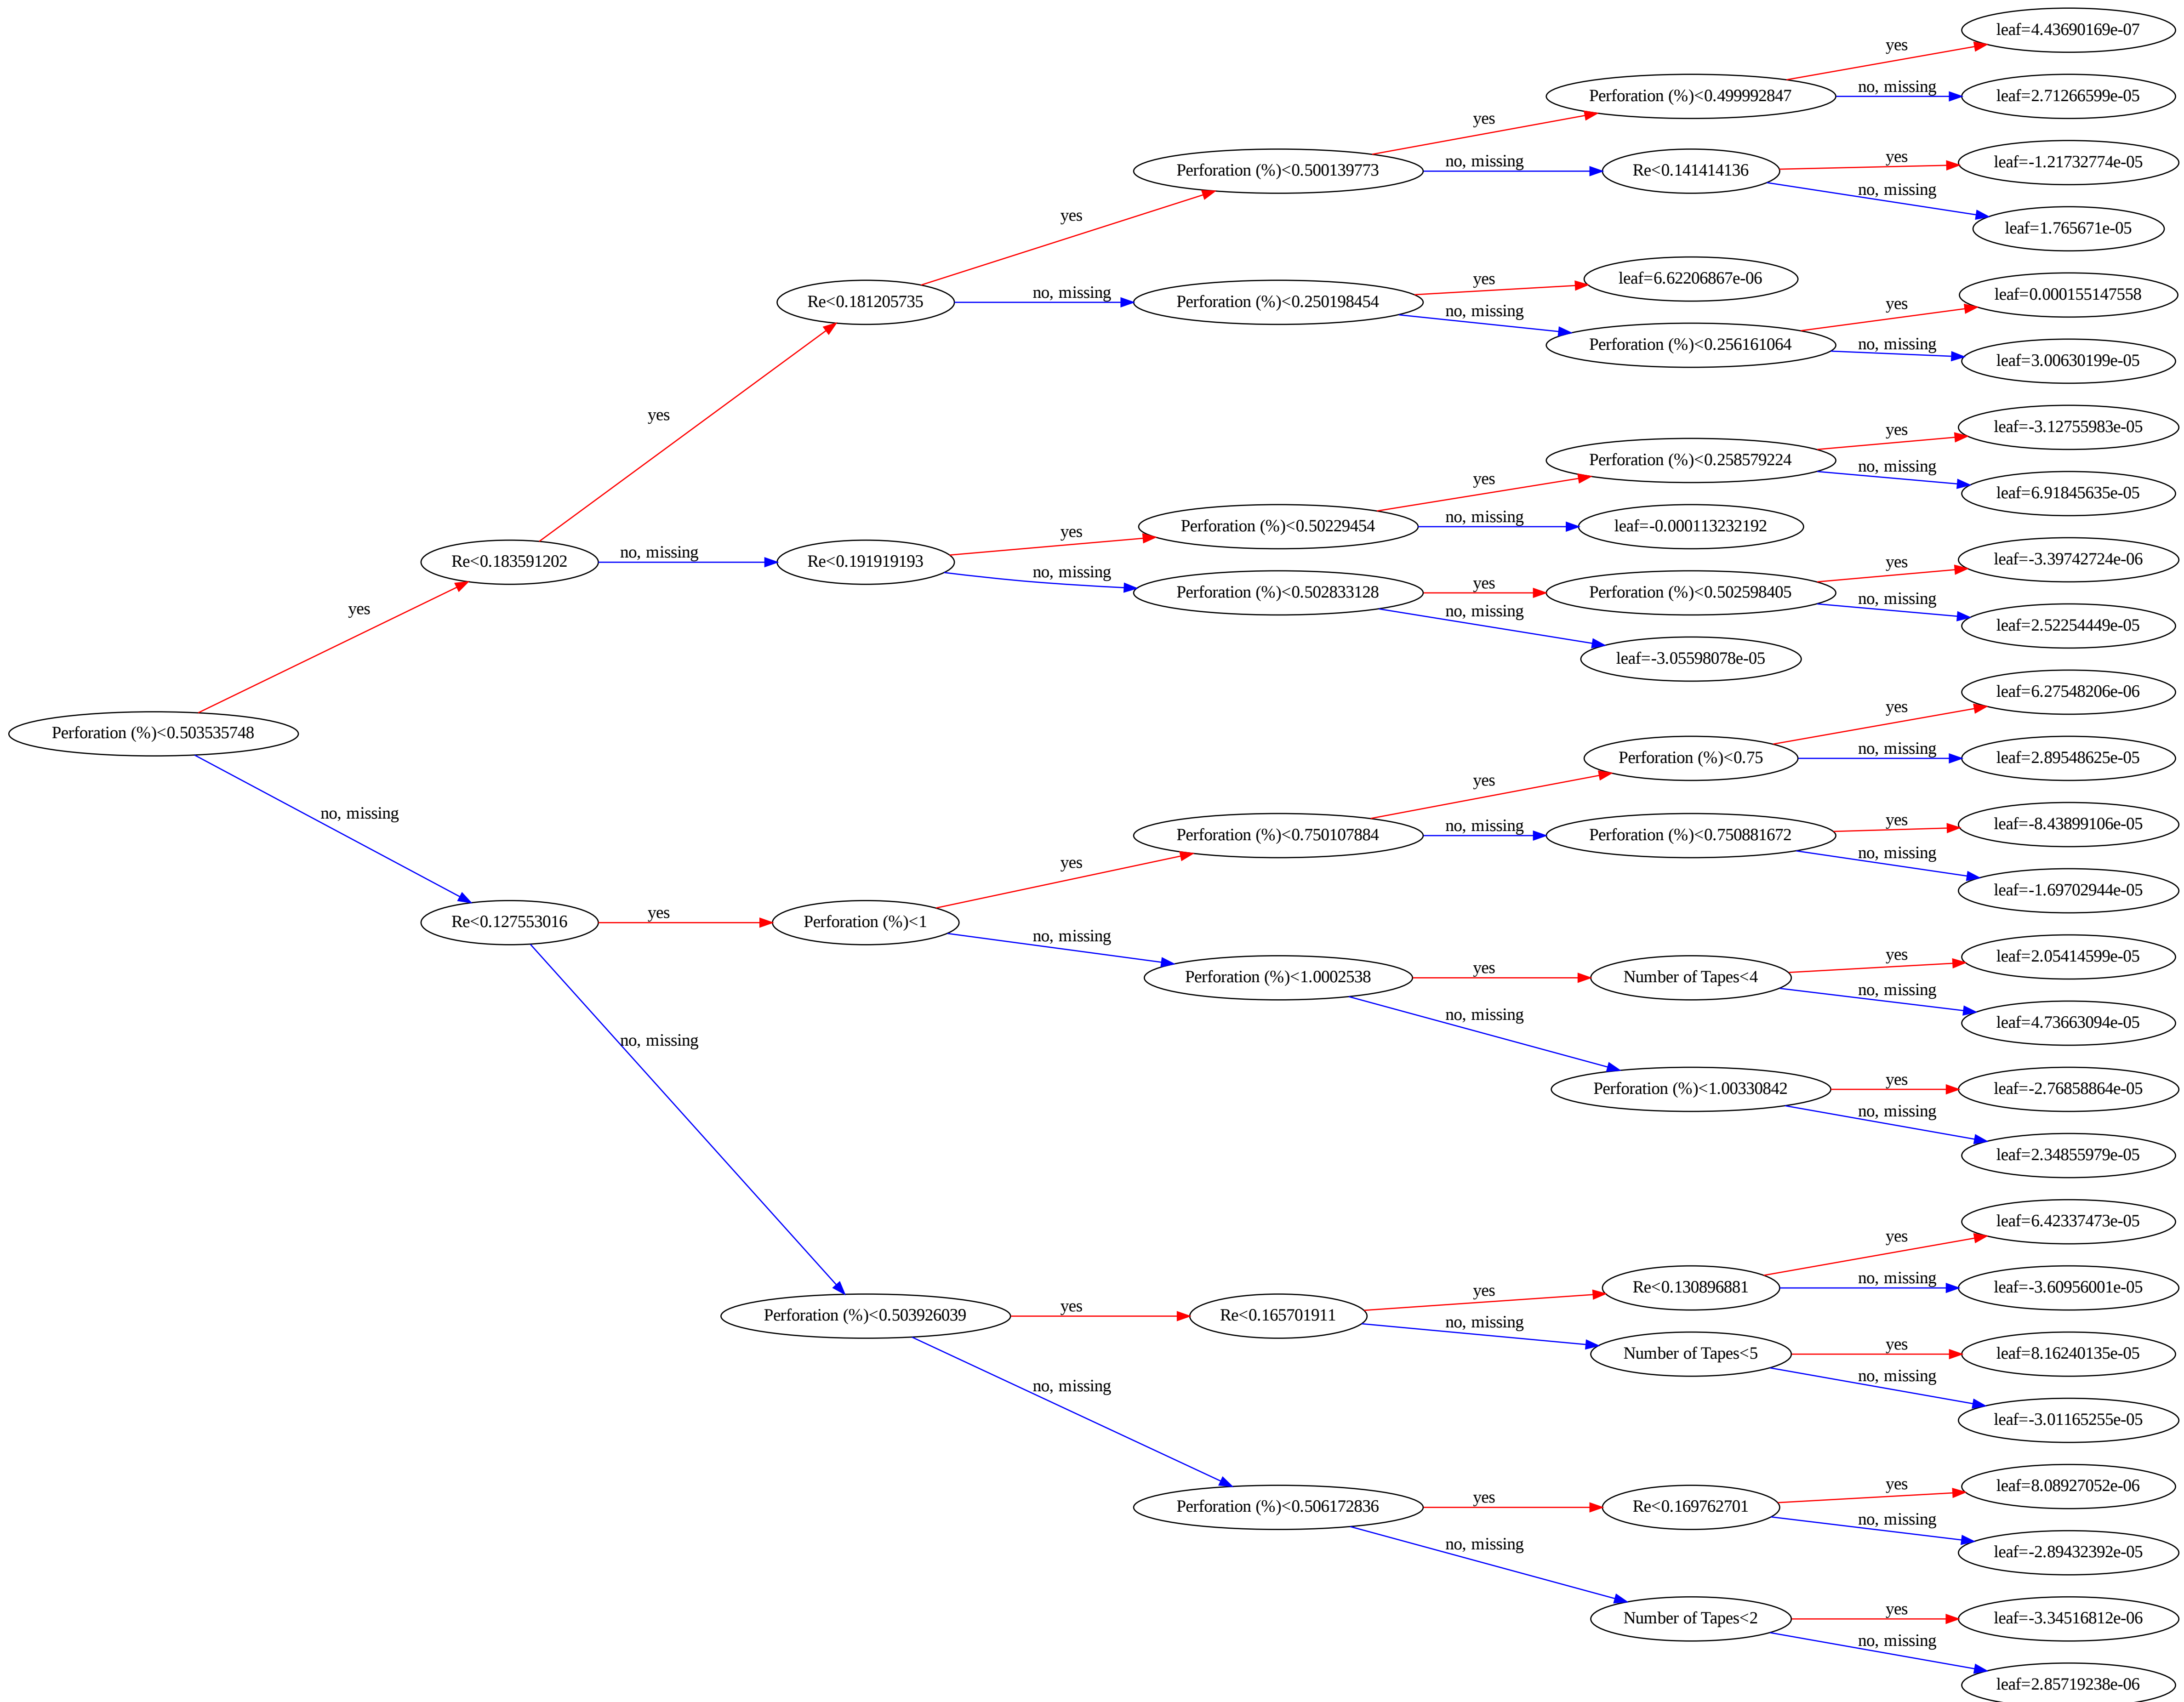 leaf=4.43690169e-07
yes
Perforation (%)<0.499992847
no, missing
leaf=2.71266599e-05
yes
Perforation (%)<0.500139773
no, missing
Re<0.141414136
yes
leaf=-1.21732774e-05
no, missing
leaf=1.765671e-05
yes
Re<0.181205735
no, missing
Perforation (%)<0.250198454
yes
leaf=6.62206867e-06
no, missing
Perforation (%)<0.256161064
yes
leaf=0.000155147558
no, missing
leaf=3.00630199e-05
yes
Re<0.183591202
no, missing
Re<0.191919193
yes
Perforation (%)<0.50229454
yes
Perforation (%)<0.258579224
yes
leaf=-3.12755983e-05
no, missing
leaf=6.91845635e-05
no, missing
leaf=-0.000113232192
no, missing
Perforation (%)<0.502833128
yes
Perforation (%)<0.502598405
yes
leaf=-3.39742724e-06
no, missing
leaf=2.52254449e-05
no, missing
leaf=-3.05598078e-05
yes
Perforation (%)<0.503535748
no, missing
Re<0.127553016
yes
Perforation (%)<1
yes
Perforation (%)<0.750107884
yes
Perforation (%)<0.75
yes
leaf=6.27548206e-06
no, missing
leaf=2.89548625e-05
no, missing
Perforation (%)<0.750881672
yes
leaf=-8.43899106e-05
no, missing
leaf=-1.69702944e-05
no, missing
Perforation (%)<1.0002538
yes
Number of Tapes<4
yes
leaf=2.05414599e-05
no, missing
leaf=4.73663094e-05
no, missing
Perforation (%)<1.00330842
yes
leaf=-2.76858864e-05
no, missing
leaf=2.34855979e-05
no, missing
Perforation (%)<0.503926039
yes
Re<0.165701911
yes
Re<0.130896881
yes
leaf=6.42337473e-05
no, missing
leaf=-3.60956001e-05
no, missing
Number of Tapes<5
yes
leaf=8.16240135e-05
no, missing
leaf=-3.01165255e-05
no, missing
Perforation (%)<0.506172836
yes
Re<0.169762701
yes
leaf=8.08927052e-06
no, missing
leaf=-2.89432392e-05
no, missing
Number of Tapes<2
yes
leaf=-3.34516812e-06
no, missing
leaf=2.85719238e-06